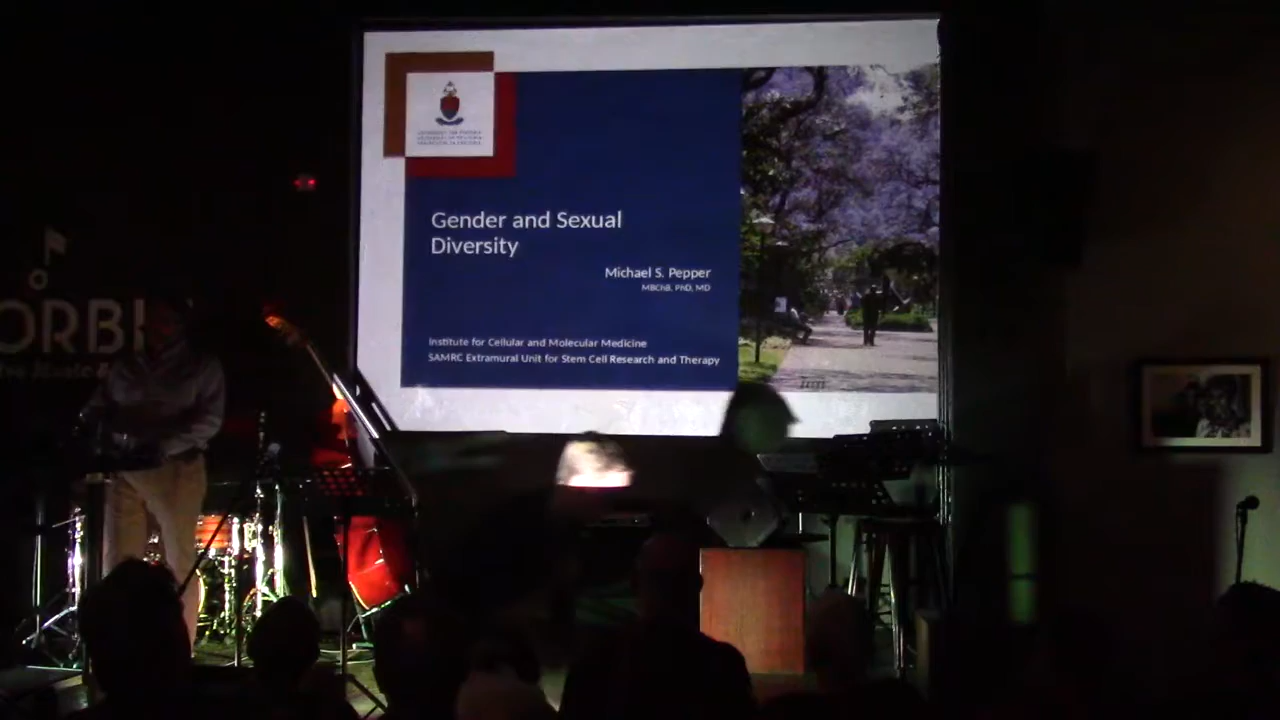 Gender and Sexual
Diversity
Michael S. Pepper
MBChB, PhD, MD
Institute for Cellular and Molecular Medicine
SAMRC Extramural Unit for Stem Cell Research and Therapy
ORBI